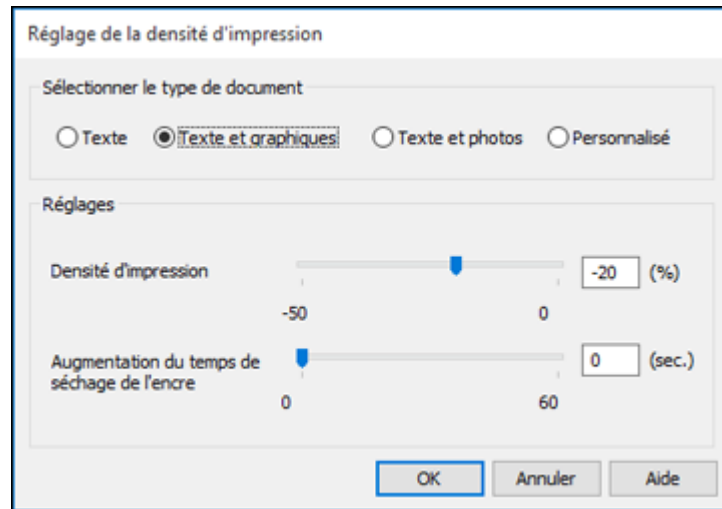 Réglage de la densité d'impression
Sélectionner le type de document
Texte Texte et graphiques Texte et photos Personnalisé
Réglages
Densité d'impression -20 (%)
-50 0
Augmentation du temps de
séchage de l'encre 0 (sec.)
0 60
OK Annuler Aide